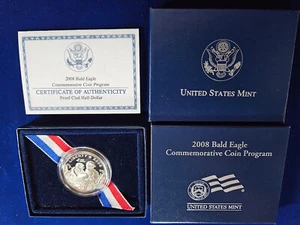 2008 Bald Eagle
Commemorative Coin Program
CERTIFICATE OF AUTHENTICITY
Proof Clad Half-Dollar
UNITED STATES MINT
2008 Bald Eagle
Commemorative Coin Program
UNITED STATES MINT